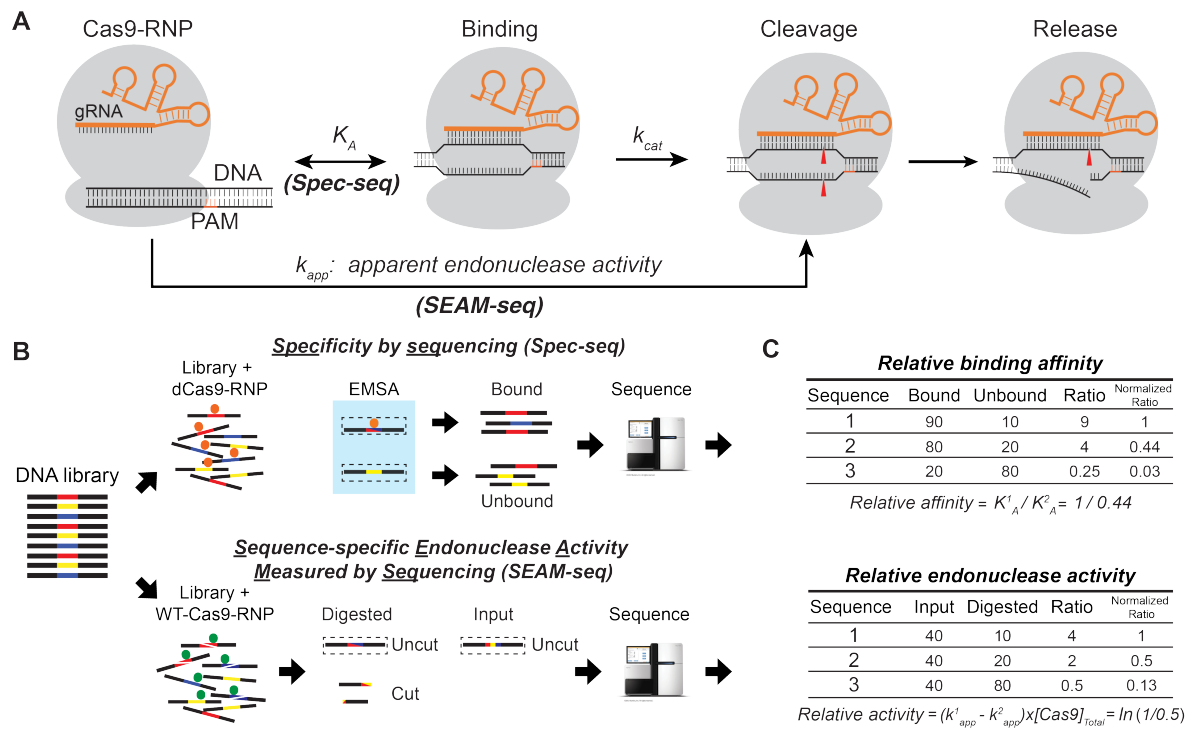 A
Cas9-RNP
Binding
Cleavage
Release
gRNA
DNA
PAM
K_A
(Spec-seq)
k_cat
k_app: apparent endonuclease activity
(SEAM-seq)
B
Specificity by sequencing (Spec-seq)
Library +
dCas9-RNP
EMSA
Bound
Sequence
Unbound
DNA library
Sequence-specific Endonuclease Activity
Measured by Sequencing (SEAM-seq)
Library +
WT-Cas9-RNP
Digested
Input
Sequence
Uncut
Uncut
Cut
C
Relative binding affinity
Sequence Bound Unbound Ratio Normalized Ratio
1 90 10 9 1
2 80 20 4 0.44
3 20 80 0.25 0.03
Relative affinity = K¹_A / K²_A = 1 / 0.44
Relative endonuclease activity
Sequence Input Digested Ratio Normalized Ratio
1 40 10 4 1
2 40 20 2 0.5
3 40 80 0.5 0.13
Relative activity = (k¹_app - k²_app)x[Cas9]_Total = ln (1/0.5)